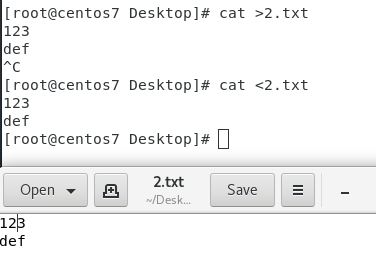 [root@centos7 Desktop]# cat >2.txt
123
def
^C
[root@centos7 Desktop]# cat <2.txt
123
def
[root@centos7 Desktop]#
Open 2.txt Save
~/Desk...
123
def